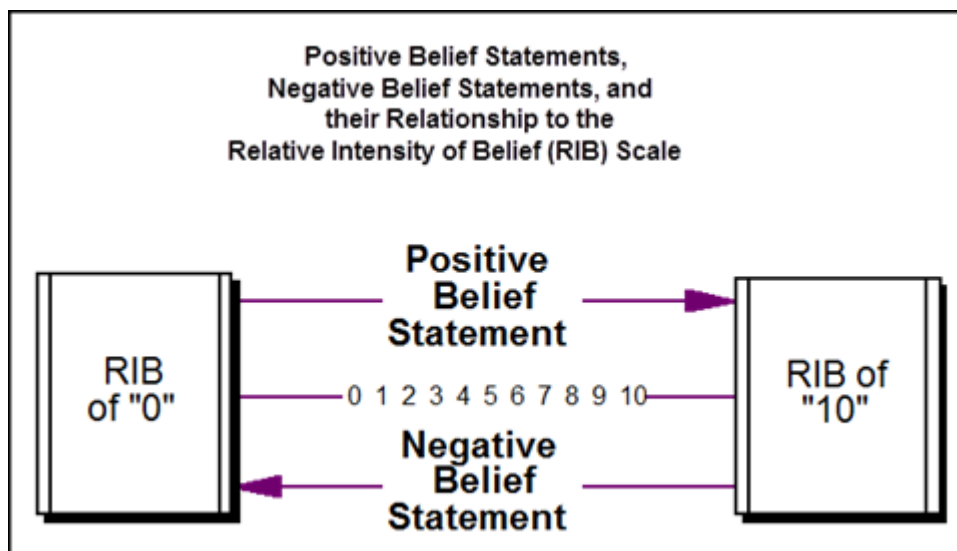 Positive Belief Statements,
Negative Belief Statements, and
their Relationship to the
Relative Intensity of Belief (RIB) Scale
Positive
Belief
Statement
RIB
of "0"
0 1 2 3 4 5 6 7 8 9 10
RIB of
"10"
Negative
Belief
Statement